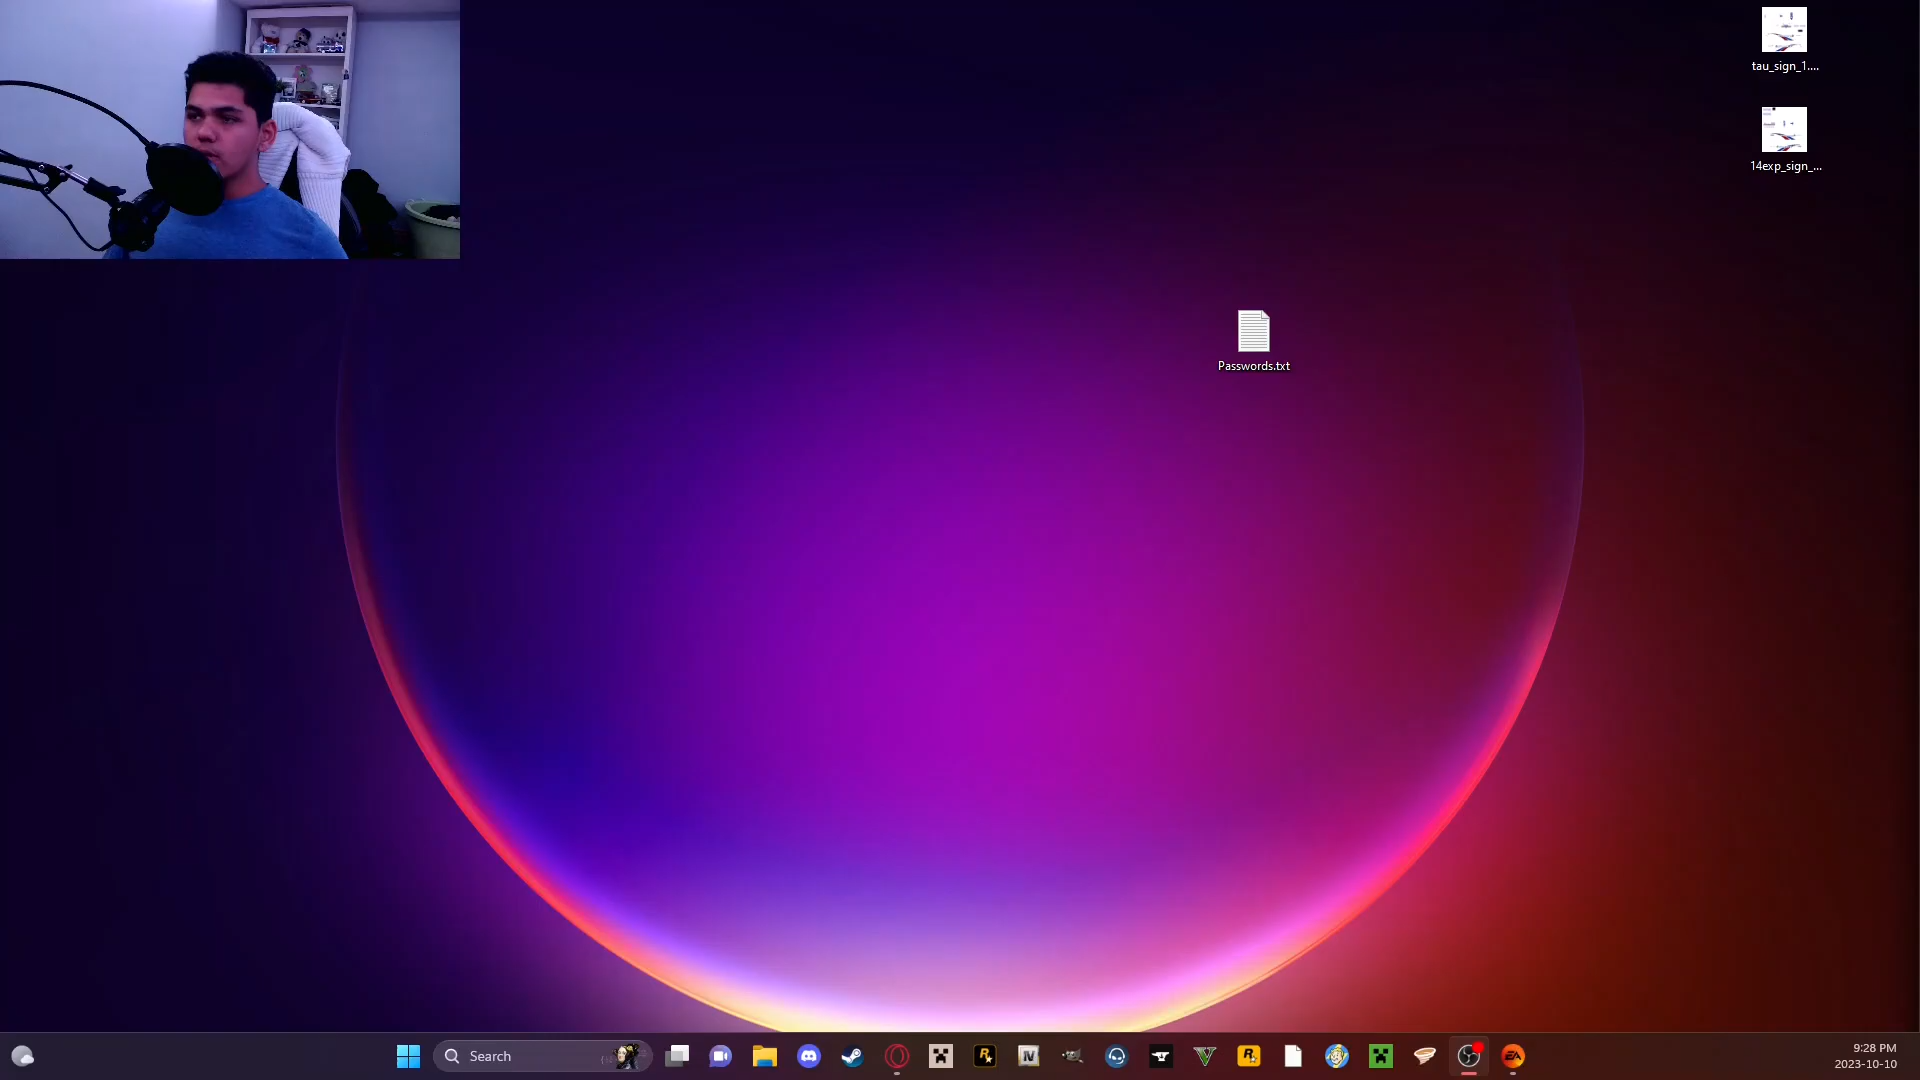 tau_sign_1....
14exp_sign_...
Passwords.txt
Search
9:28 PM
2023-10-10